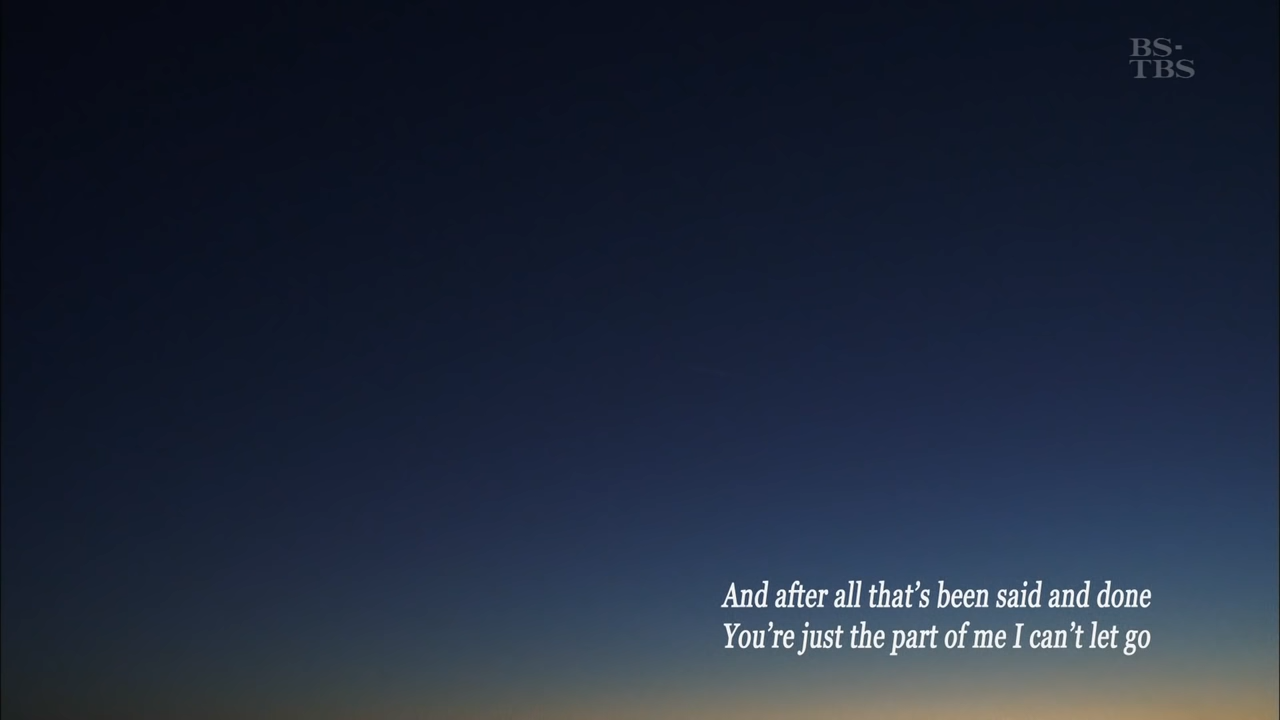 BS-
TBS
And after all that's been said and done
You're just the part of me I can't let go